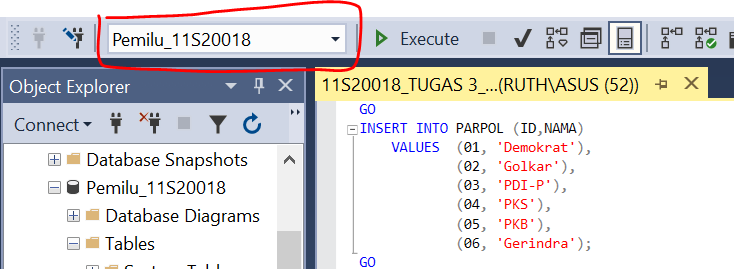 Pemilu_11S20018
Execute
Object Explorer
11S20018_TUGAS 3_...(RUTH\ASUS (52))
Connect
Database Snapshots
Pemilu_11S20018
Database Diagrams
Tables
GO
INSERT INTO PARPOL (ID,NAMA)
VALUES (01, 'Demokrat'),
(02, 'Golkar'),
(03, 'PDI-P'),
(04, 'PKS'),
(05, 'PKB'),
(06, 'Gerindra');
GO